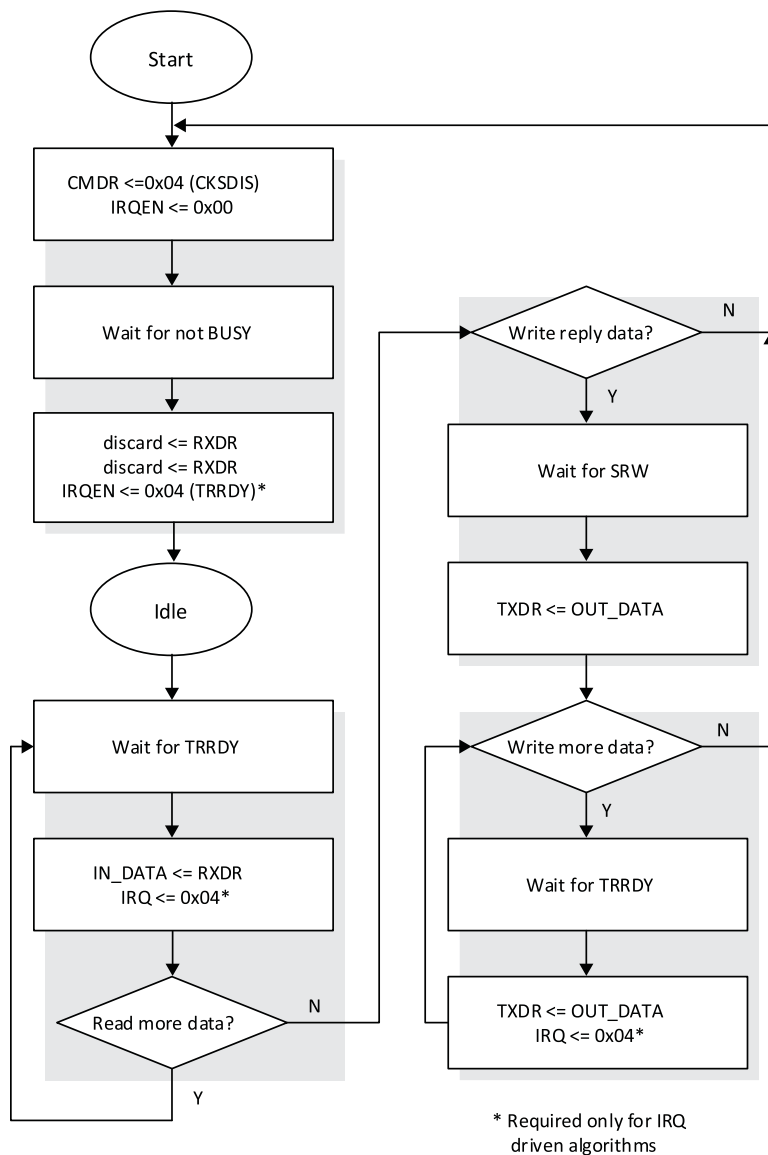 Start
CMDR <=0x04 (CKSDIS)
IRQEN <= 0x00
Wait for not BUSY
discard <= RXDR
discard <= RXDR
IRQEN <= 0x04 (TRRDY)*
Idle
Wait for TRRDY
IN_DATA <= RXDR
IRQ <= 0x04*
Read more data?
N
Y
Write reply data?
N
Y
Wait for SRW
TXDR <= OUT_DATA
Write more data?
N
Y
Wait for TRRDY
TXDR <= OUT_DATA
IRQ <= 0x04*
* Required only for IRQ
driven algorithms